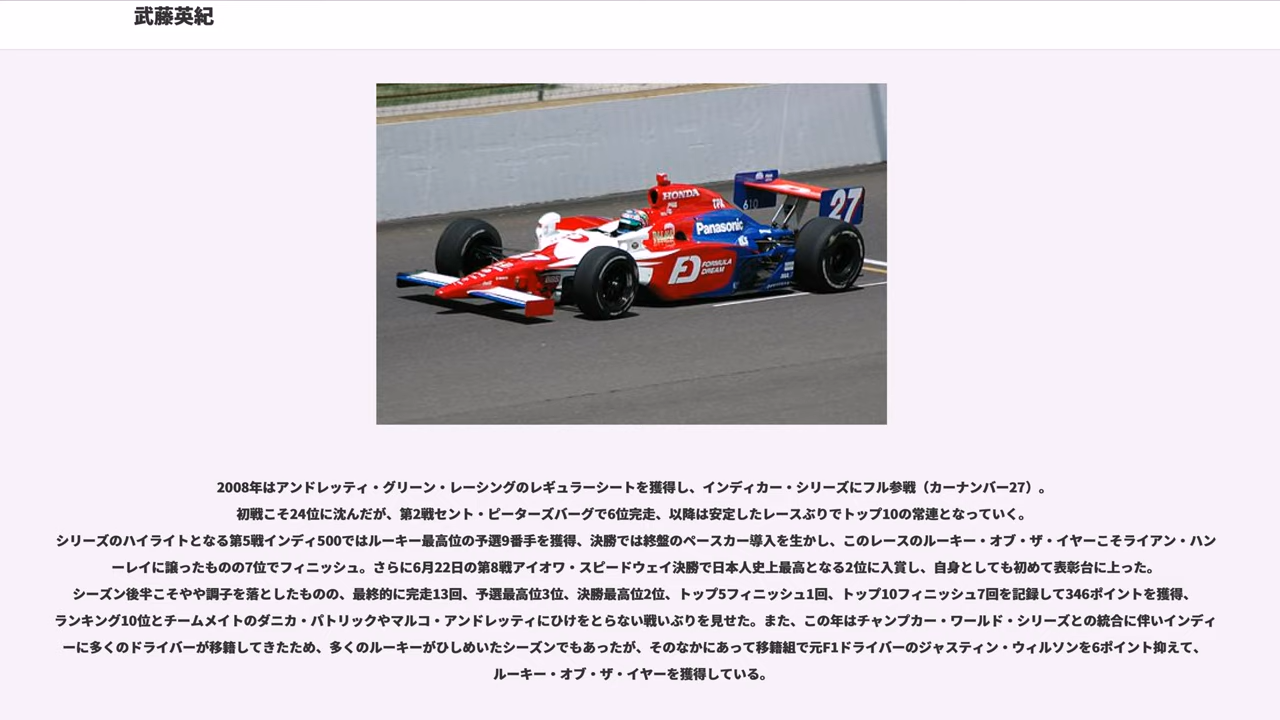 武藤英紀
HONDA
Panasonic
610
27
FORMULA
DREAM
2008年はアンドレッティ・グリーン・レーシングのレギュラーシートを獲得し、インディカー・シリーズにフル参戦（カーナンバー27）。
初戦こそ24位に沈んだが、第2戦セント・ピーターズバーグで6位完走、以降は安定したレースぶりでトップ10の常連となっていく。
シリーズのハイライトとなる第5戦インディ500ではルーキー最高位の予選9番手を獲得、決勝では終盤のペースカー導入を生かし、このレースのルーキー・オブ・ザ・イヤーこそライアン・ハン
ーレイに譲ったものの7位でフィニッシュ。さらに6月22日の第8戦アイオワ・スピードウェイ決勝で日本人史上最高となる2位に入賞し、自身としても初めて表彰台に上った。
シーズン後半こそやや調子を落としたものの、最終的に完走13回、予選最高位3位、決勝最高位2位、トップ5フィニッシュ1回、トップ10フィニッシュ7回を記録して346ポイントを獲得、
ランキング10位とチームメイトのダニカ・パトリックやマルコ・アンドレッティにひけをとらない戦いぶりを見せた。また、この年はチャンプカー・ワールド・シリーズとの統合に伴いインディ
ーに多くのドライバーが移籍してきたため、多くのルーキーがひしめいたシーズンでもあったが、そのなかにあって移籍組で元F1ドライバーのジャスティン・ウィルソンを6ポイント抑えて、
ルーキー・オブ・ザ・イヤーを獲得している。